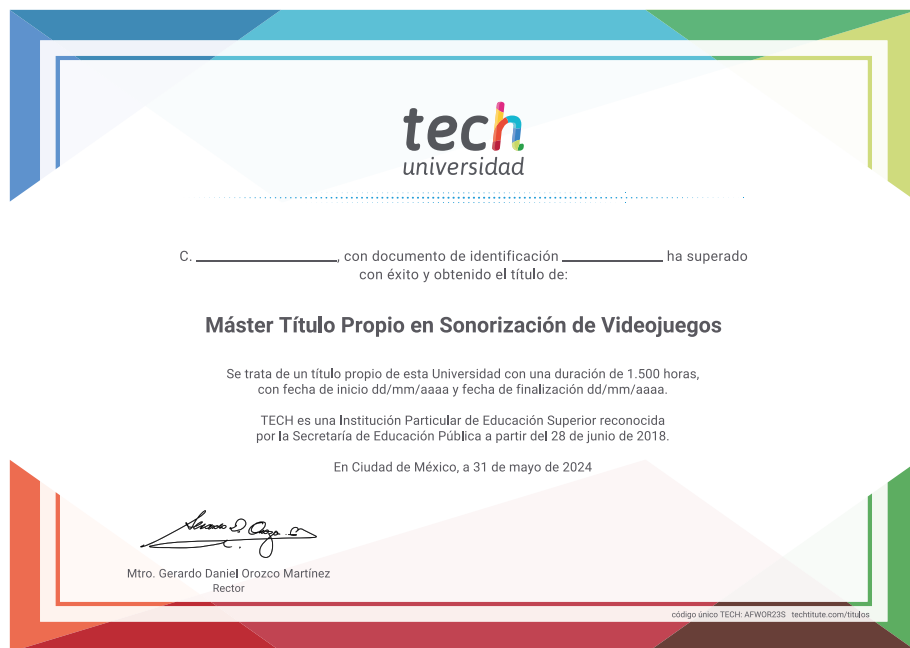 tech
universidad
C. ____________, con documento de identificación ____________ ha superado
con éxito y obtenido el título de:
Máster Título Propio en Sonorización de Videojuegos
Se trata de un título propio de esta Universidad con una duración de 1.500 horas,
con fecha de inicio dd/mm/aaaa y fecha de finalización dd/mm/aaaa.
TECH es una Institución Particular de Educación Superior reconocida
por la Secretaría de Educación Pública a partir del 28 de junio de 2018.
En Ciudad de México, a 31 de mayo de 2024
Mtro. Gerardo Daniel Orozco Martínez
Rector
código único TECH: AFWOR23S techtitute.com/titulos